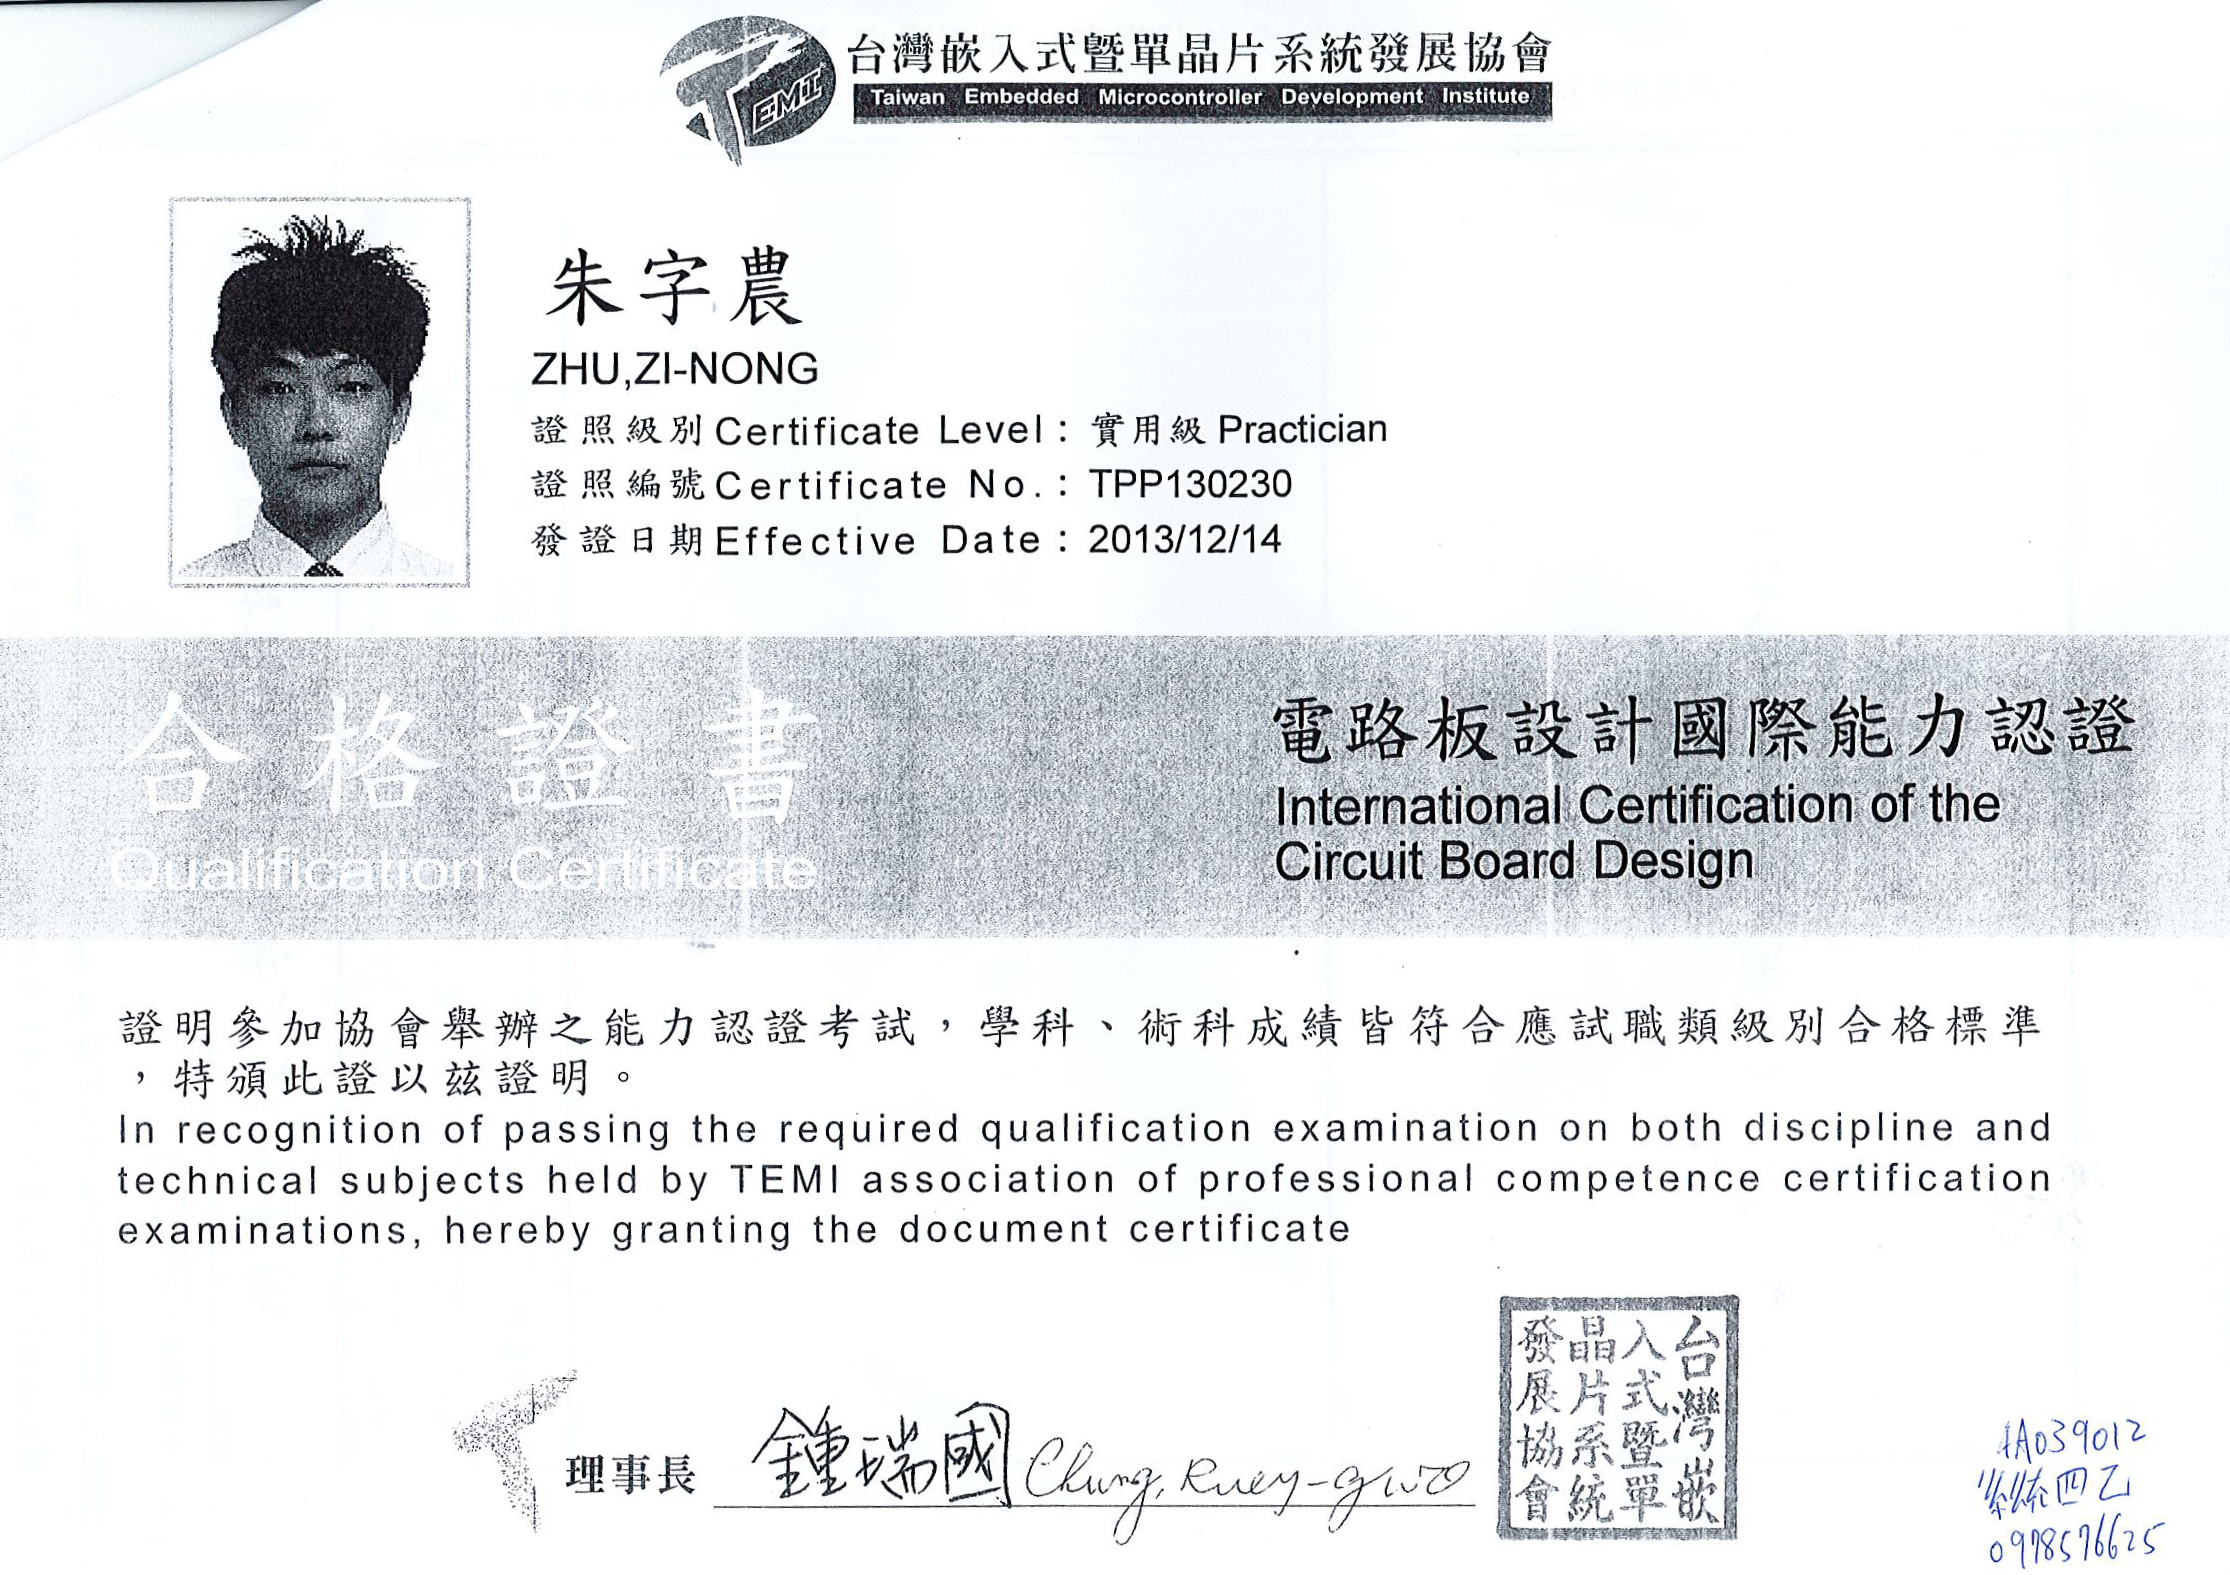 TEMI
台灣嵌入式暨單晶片系統發展協會
Taiwan Embedded Microcontroller Development Institute
朱字農
ZHU,ZI-NONG
證照級別 Certificate Level： 實用級 Practician
證照編號 Certificate No.： TPP130230
發證日期 Effective Date： 2013/12/14
合格證書
Qualification Certificate
電路板設計國際能力認證
International Certification of the
Circuit Board Design
證明參加協會舉辦之能力認證考試，學科、術科成績皆符合應試職類級別合格標準
，特頒此證以茲證明。
In recognition of passing the required qualification examination on both discipline and
technical subjects held by TEMI association of professional competence certification
examinations, hereby granting the document certificate
理事長 鍾瑞國 Chung, Ruey-gwo
台灣嵌
入式暨單
晶片系統
發展協會
4A039012
四乙
0978576625